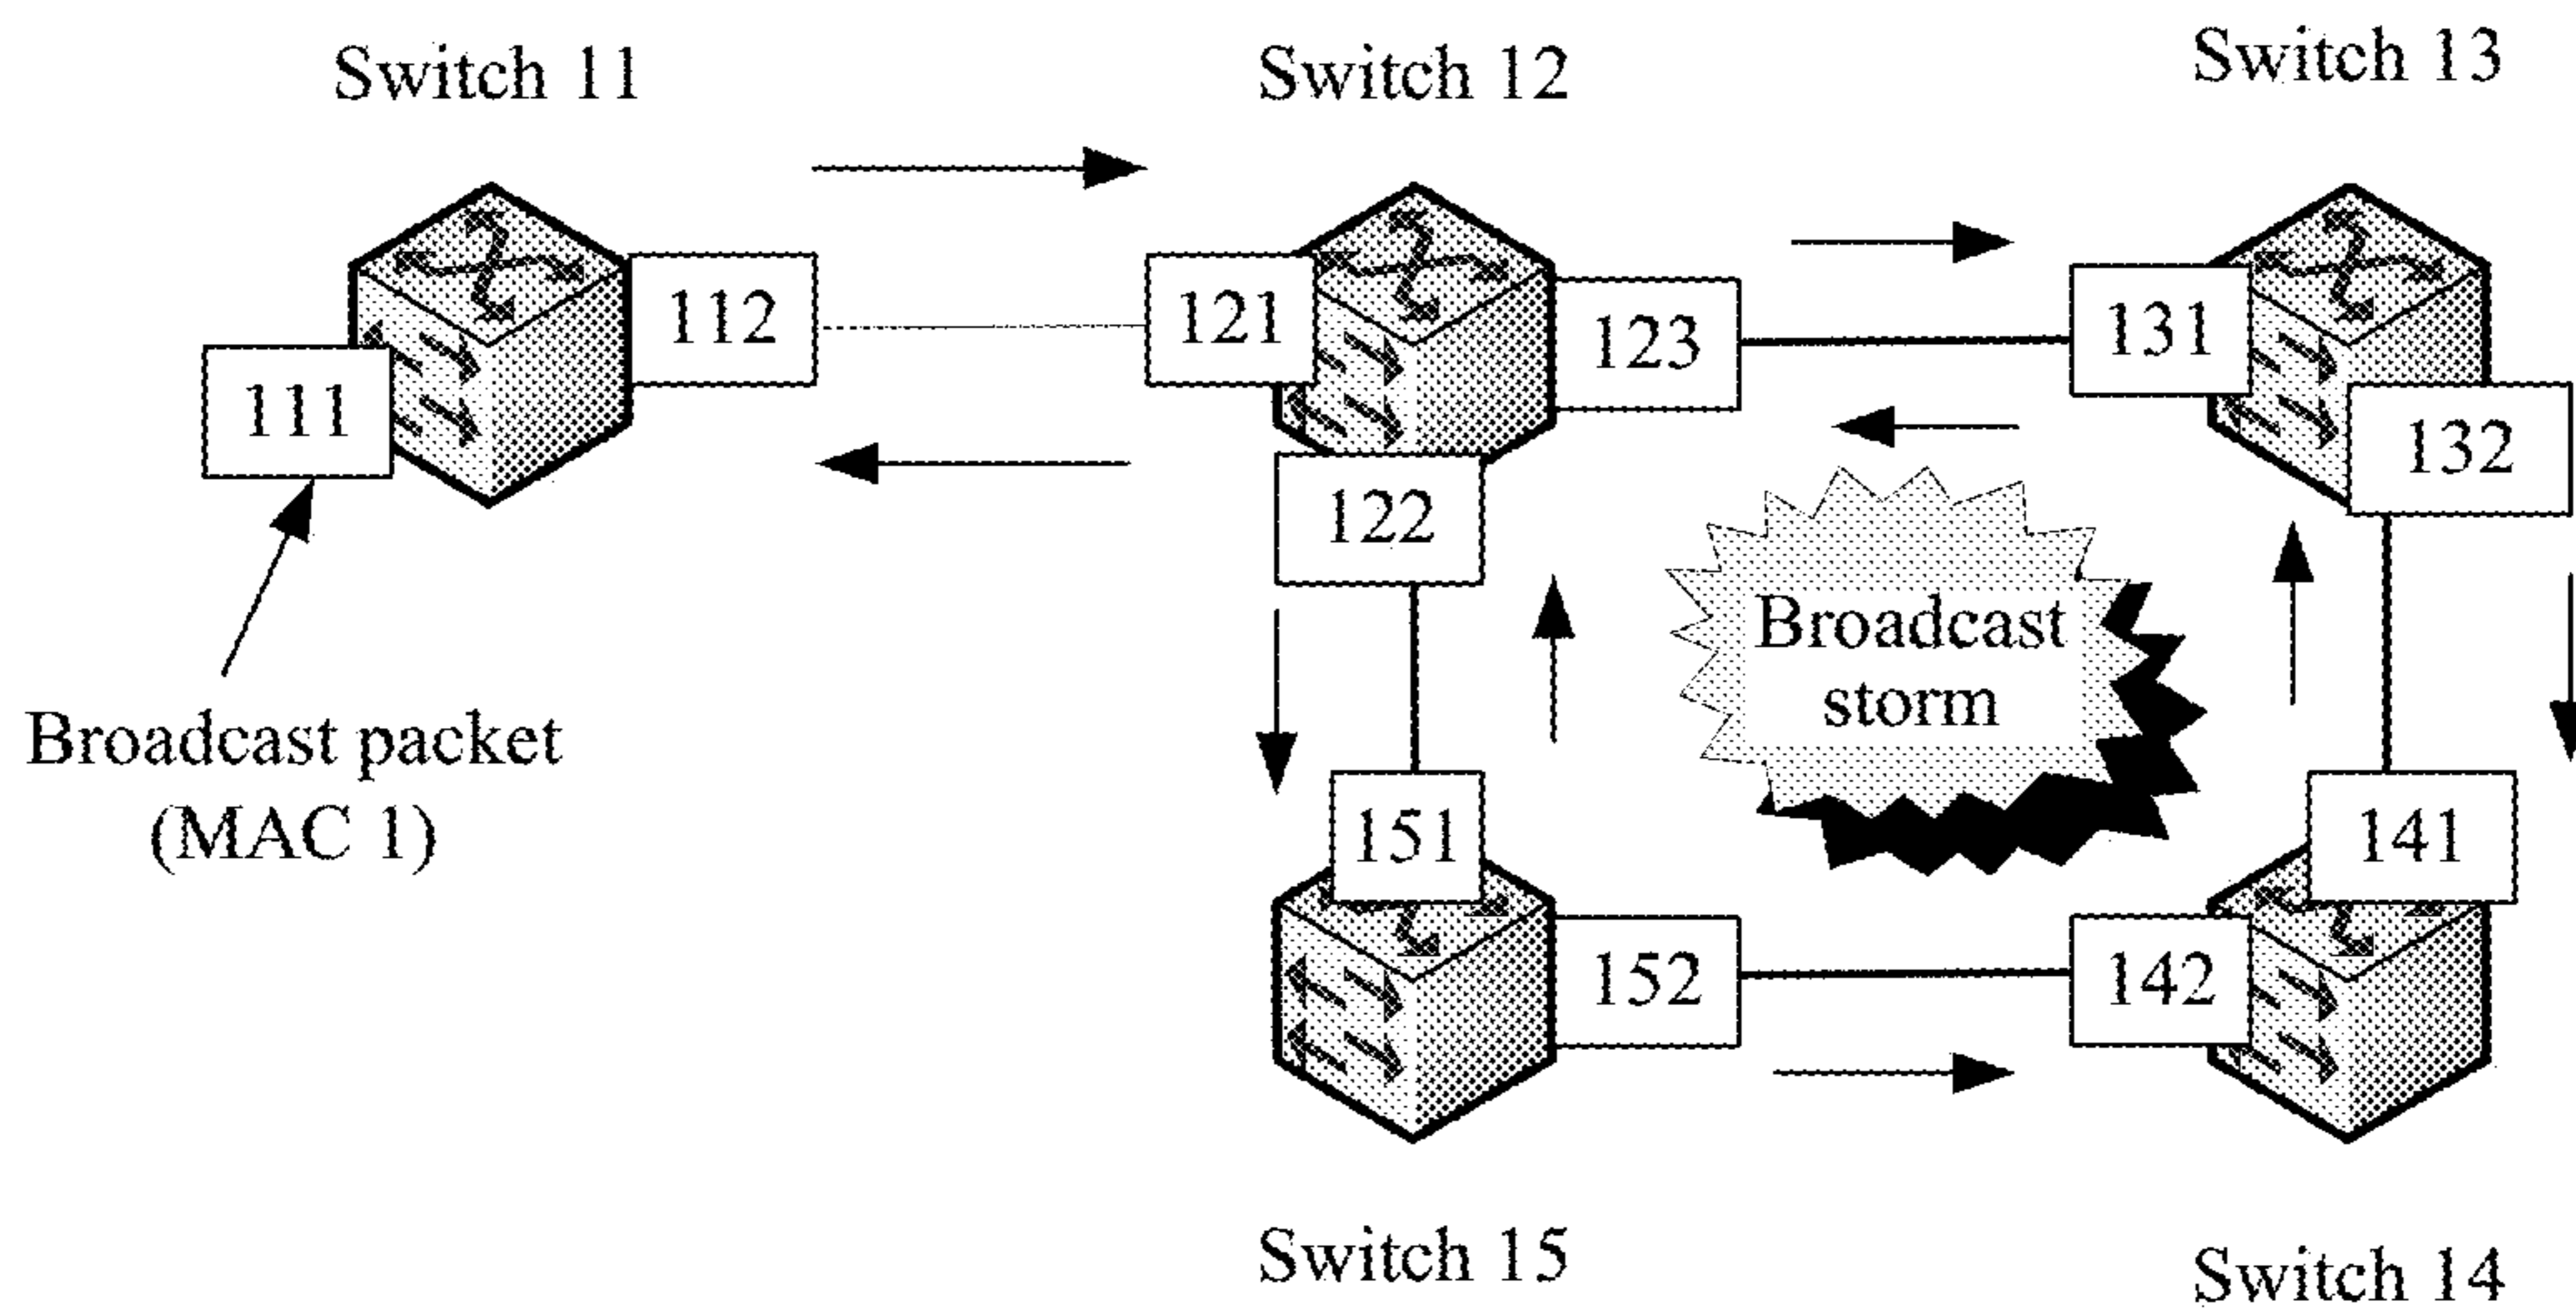 Switch 11
Switch 12
Switch 13
112
121
123
131
111
132
122
Broadcast
storm
Broadcast packet
(MAC 1)
151
141
152
142
Switch 15
Switch 14